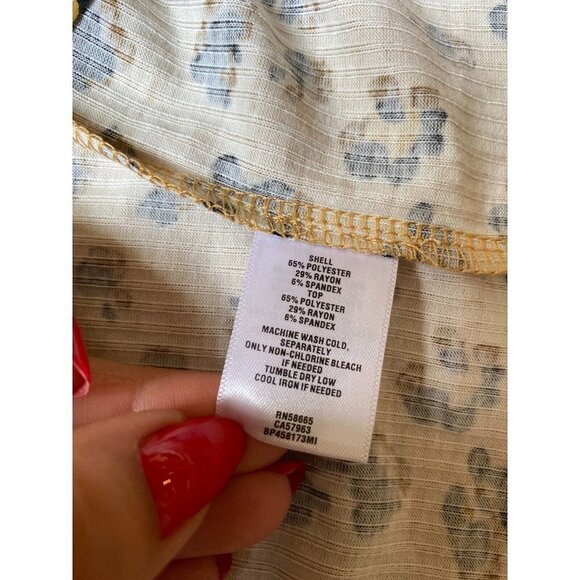 SHELL
65% POLYESTER
29% RAYON
6% SPANDEX
TOP
65% POLYESTER
29% RAYON
6% SPANDEX
MACHINE WASH COLD,
SEPARATELY
ONLY NON-CHLORINE BLEACH
IF NEEDED
TUMBLE DRY LOW
COOL IRON IF NEEDED
RN58665
CA57963
BP458173MI